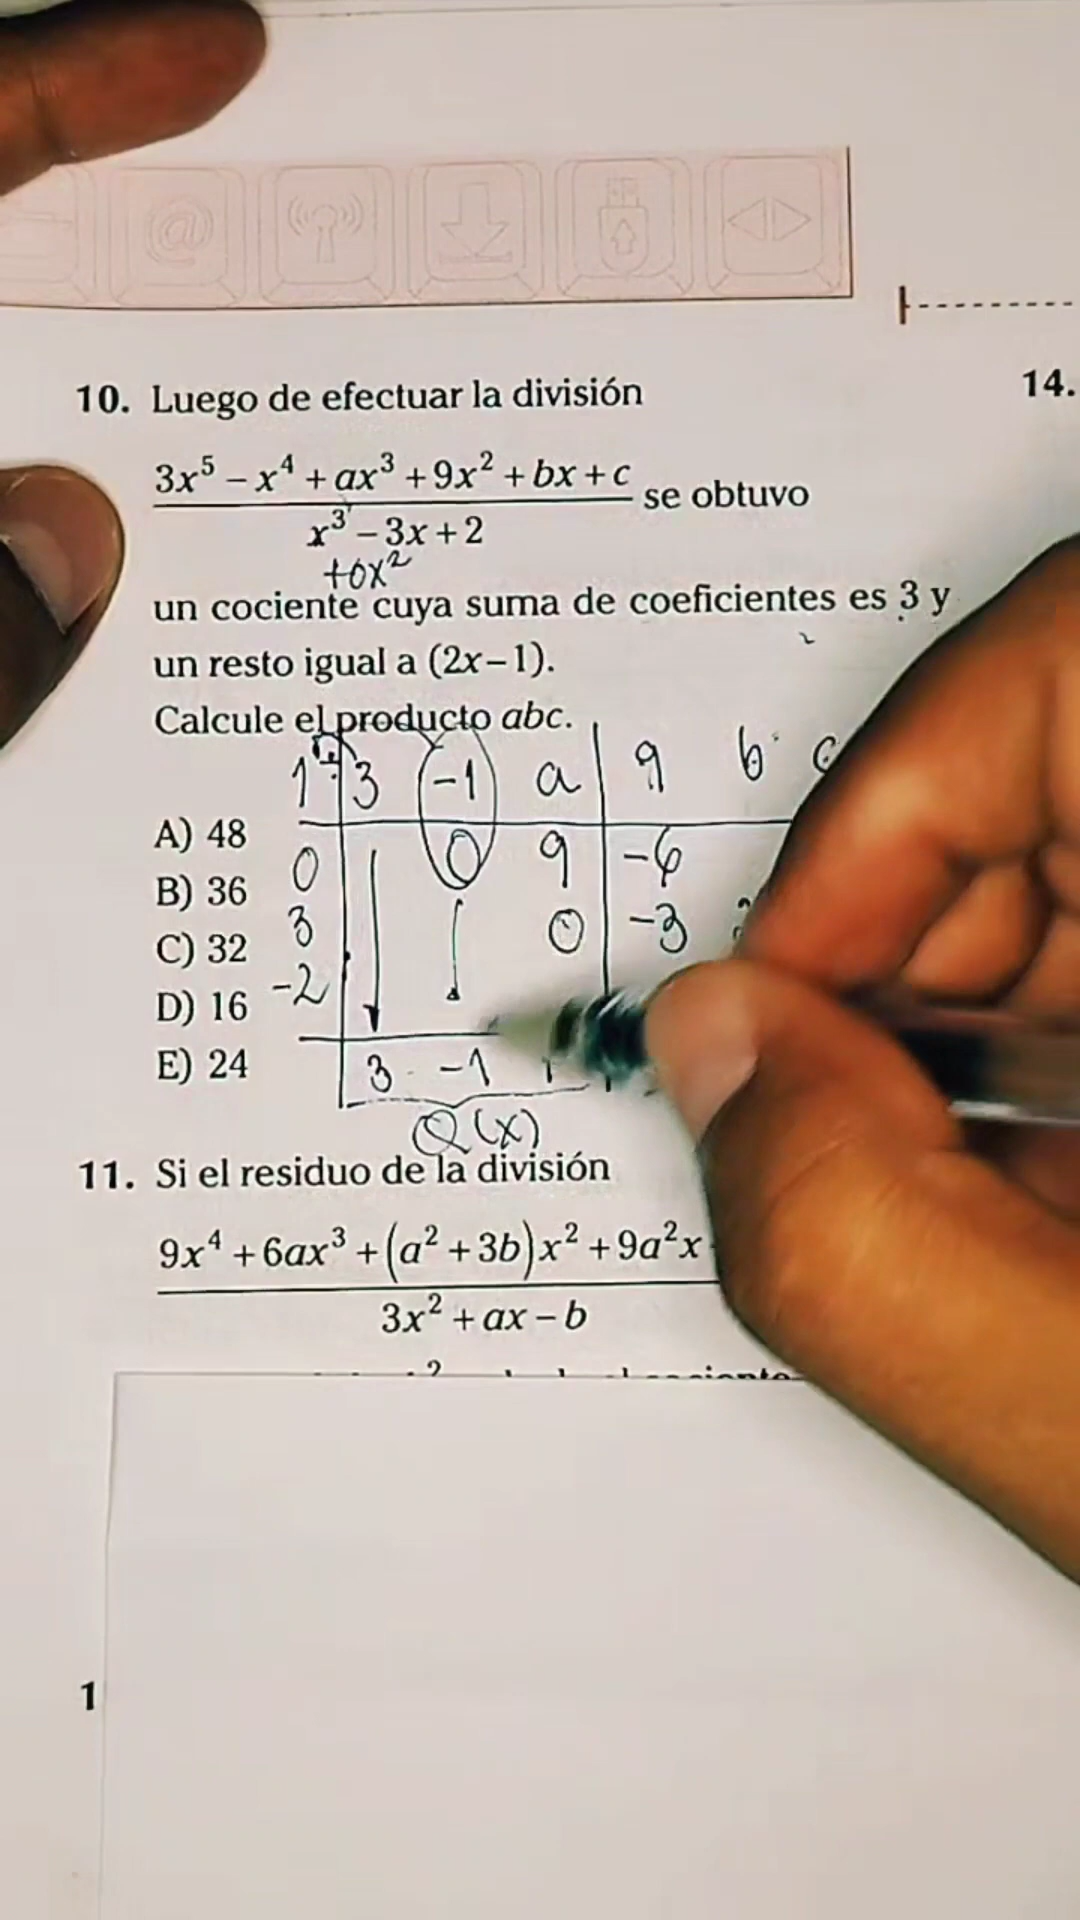 10. Luego de efectuar la división
14.
3x⁵ − x⁴ + ax³ + 9x² + bx + c
se obtuvo
x³ − 3x + 2
+0x²
un cociente cuya suma de coeficientes es 3 y
un resto igual a (2x−1).
Calcule el producto abc.
1 3 −1 a 9 b c
A) 48
0 0 9 −6
B) 36
3 0 −3
C) 32
−2
D) 16
E) 24
3 −1
Q(x)
11. Si el residuo de la división
9x⁴ + 6ax³ + (a² + 3b)x² + 9a²x
3x² + ax − b
1